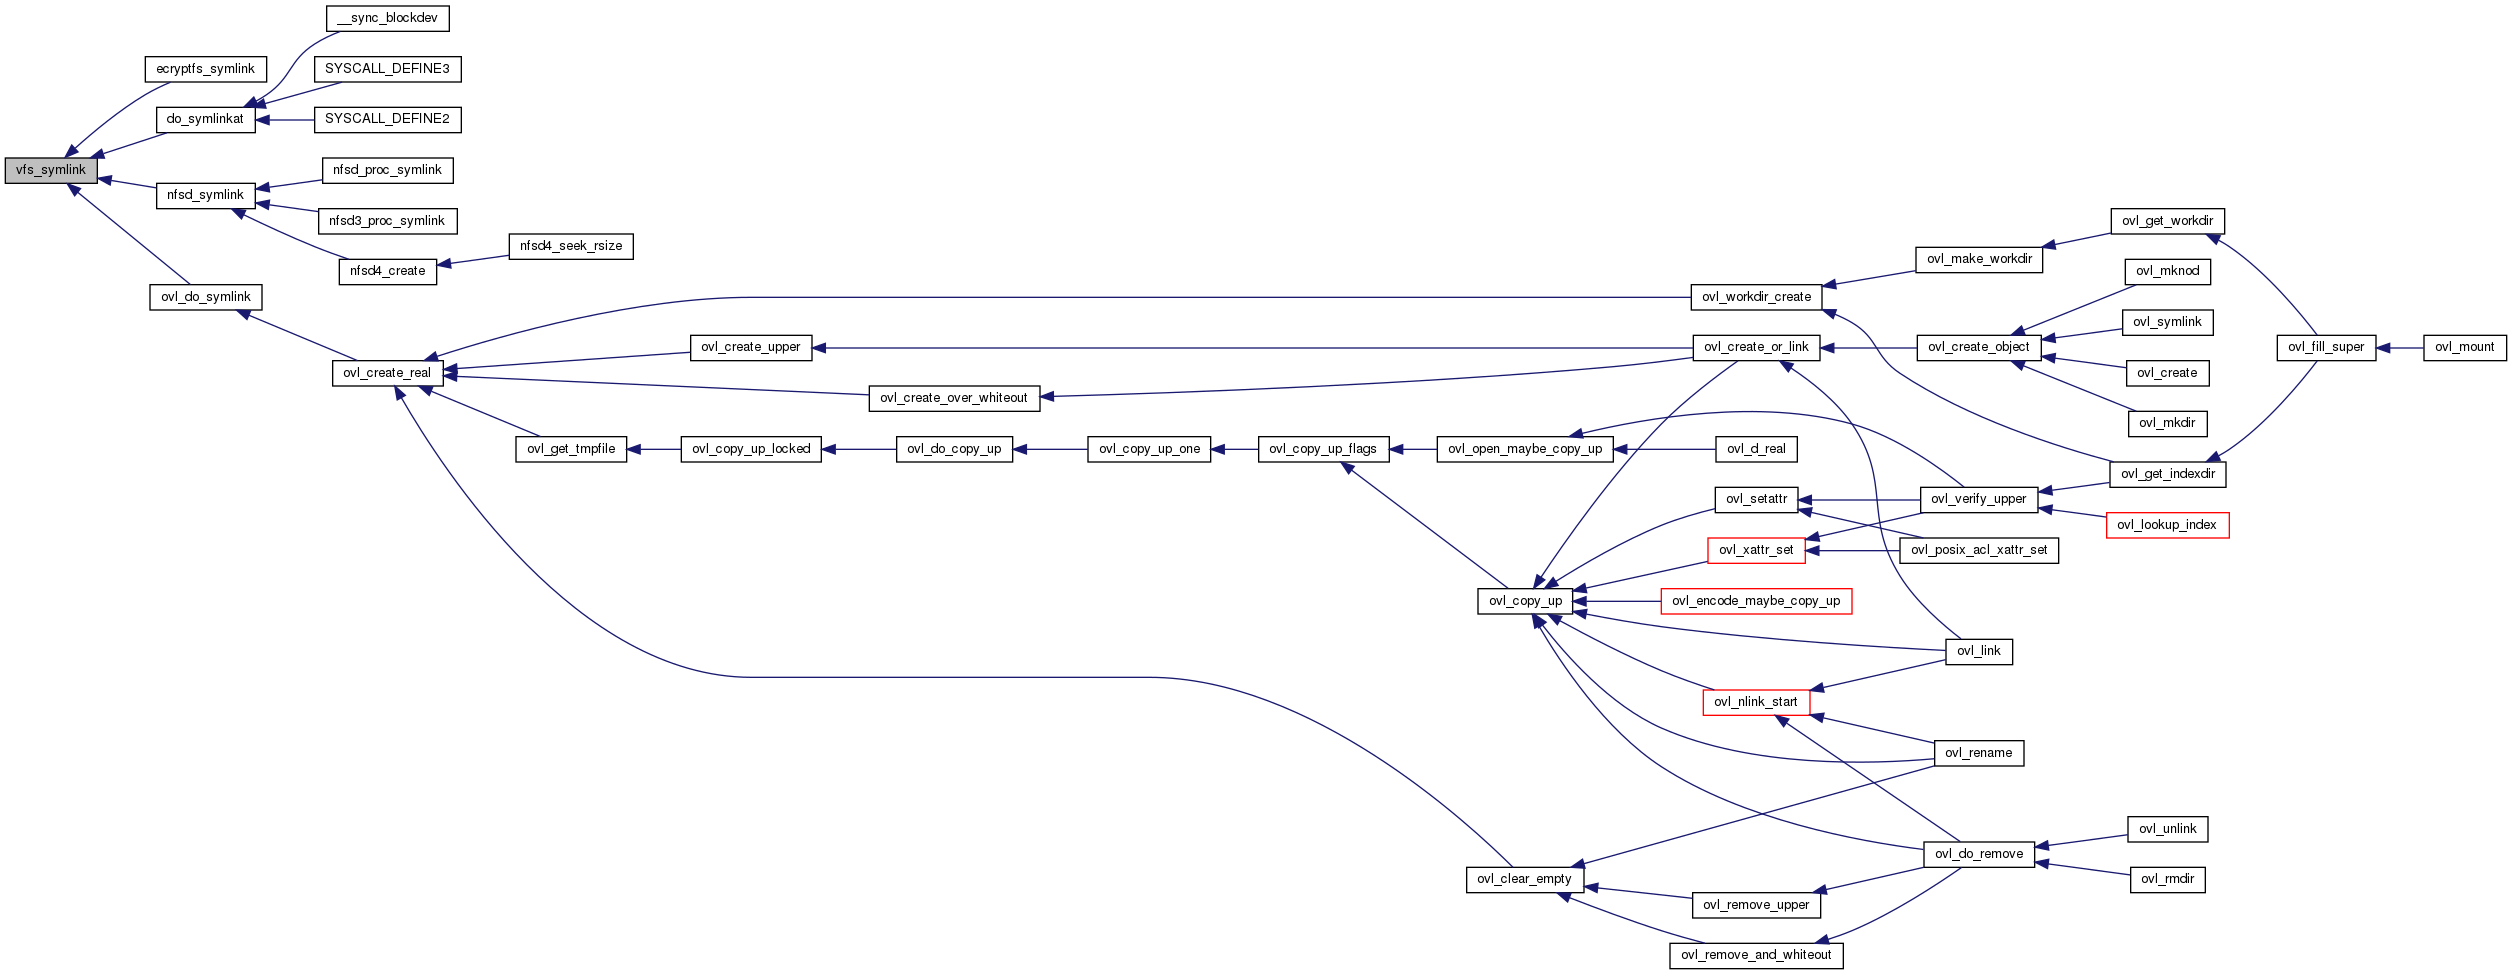 __sync_blockdev
ecryptfs_symlink
SYSCALL_DEFINE3
do_symlinkat
SYSCALL_DEFINE2
vfs_symlink
nfsd_proc_symlink
nfsd_symlink
nfsd3_proc_symlink
nfsd4_seek_rsize
nfsd4_create
ovl_do_symlink
ovl_create_real
ovl_create_upper
ovl_create_over_whiteout
ovl_get_tmpfile
ovl_copy_up_locked
ovl_do_copy_up
ovl_copy_up_one
ovl_copy_up_flags
ovl_open_maybe_copy_up
ovl_d_real
ovl_workdir_create
ovl_create_or_link
ovl_make_workdir
ovl_get_workdir
ovl_mknod
ovl_symlink
ovl_create_object
ovl_create
ovl_mkdir
ovl_fill_super
ovl_mount
ovl_get_indexdir
ovl_setattr
ovl_verify_upper
ovl_lookup_index
ovl_xattr_set
ovl_posix_acl_xattr_set
ovl_copy_up
ovl_encode_maybe_copy_up
ovl_link
ovl_nlink_start
ovl_rename
ovl_do_remove
ovl_unlink
ovl_rmdir
ovl_clear_empty
ovl_remove_upper
ovl_remove_and_whiteout